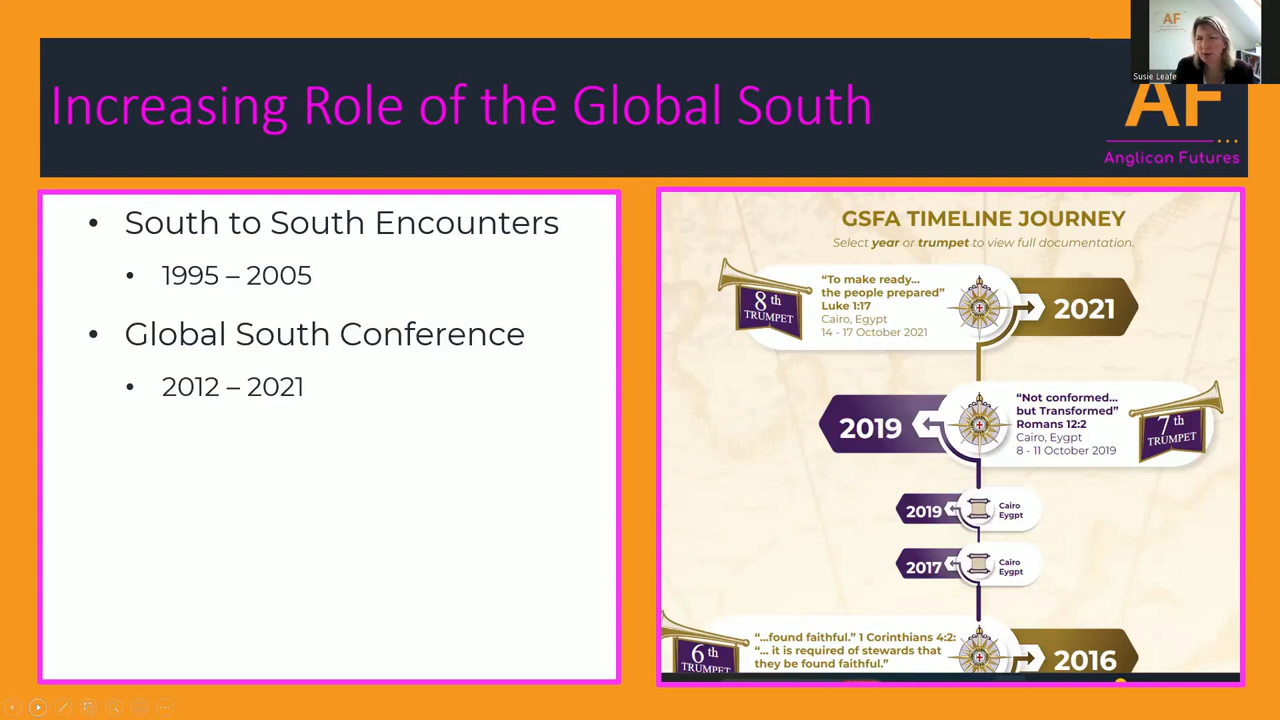 Susie Leafe
Increasing Role of the Global South
AF
AF
Anglican Futures
• South to South Encounters
• 1995 – 2005
• Global South Conference
• 2012 – 2021
GSFA TIMELINE JOURNEY
Select year or trumpet to view full documentation.
8th
TRUMPET
“To make ready...
the people prepared”
Luke 1:17
Cairo, Egypt
14 - 17 October 2021
2021
2019
“Not conformed...
but Transformed”
Romans 12:2
Cairo, Eygpt
8 - 11 October 2019
7th
TRUMPET
2019
Cairo
Eygpt
2017
Cairo
Eygpt
6th
TRUMPET
“...found faithful.” 1 Corinthians 4:2:
“... it is required of stewards that
they be found faithful.”
2016